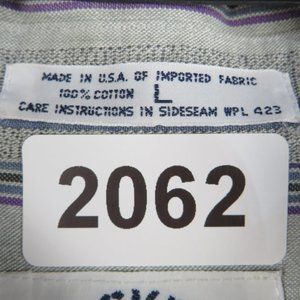 MADE IN U.S.A. OF IMPORTED FABRIC
100% COTTON L
CARE INSTRUCTIONS IN SIDESEAM WPL 423
2062